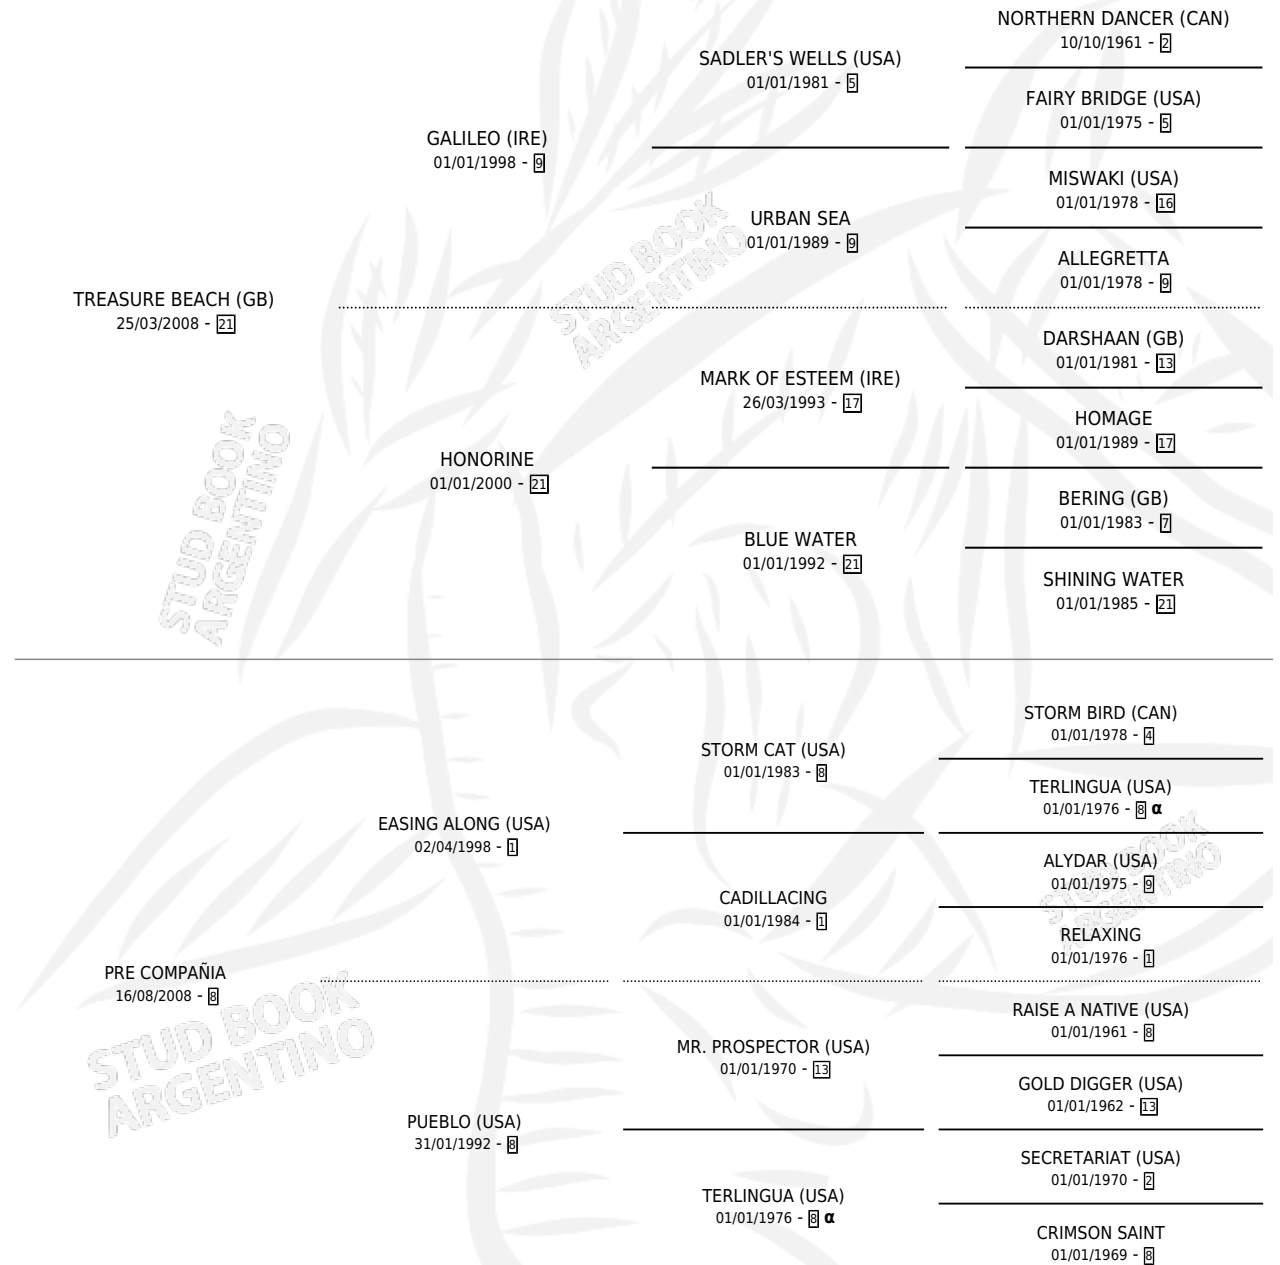 NORTHERN DANCER (CAN)
10/10/1961 - 2
SADLER'S WELLS (USA)
01/01/1981 - 5
FAIRY BRIDGE (USA)
01/01/1975 - 5
GALILEO (IRE)
01/01/1998 - 9
MISWAKI (USA)
01/01/1978 - 16
URBAN SEA
01/01/1989 - 9
ALLEGRETTA
01/01/1978 - 9
TREASURE BEACH (GB)
25/03/2008 - 21
DARSHAAN (GB)
01/01/1981 - 13
MARK OF ESTEEM (IRE)
26/03/1993 - 17
HOMAGE
01/01/1989 - 17
HONORINE
01/01/2000 - 21
BERING (GB)
01/01/1983 - 7
BLUE WATER
01/01/1992 - 21
SHINING WATER
01/01/1985 - 21
STORM BIRD (CAN)
01/01/1978 - 4
STORM CAT (USA)
01/01/1983 - 8
TERLINGUA (USA)
01/01/1976 - 8 α
EASING ALONG (USA)
02/04/1998 - 1
ALYDAR (USA)
01/01/1975 - 9
CADILLACING
01/01/1984 - 1
RELAXING
01/01/1976 - 1
PRE COMPAÑIA
16/08/2008 - 8
RAISE A NATIVE (USA)
01/01/1961 - 8
MR. PROSPECTOR (USA)
01/01/1970 - 13
GOLD DIGGER (USA)
01/01/1962 - 13
PUEBLO (USA)
31/01/1992 - 8
SECRETARIAT (USA)
01/01/1970 - 2
TERLINGUA (USA)
01/01/1976 - 8 α
CRIMSON SAINT
01/01/1969 - 8
STUD BOOK
ARGENTINO
STUD BOOK
ARGENTINO
STUD BOOK
ARGENTINO
STUD BOOK
ARGENTINO